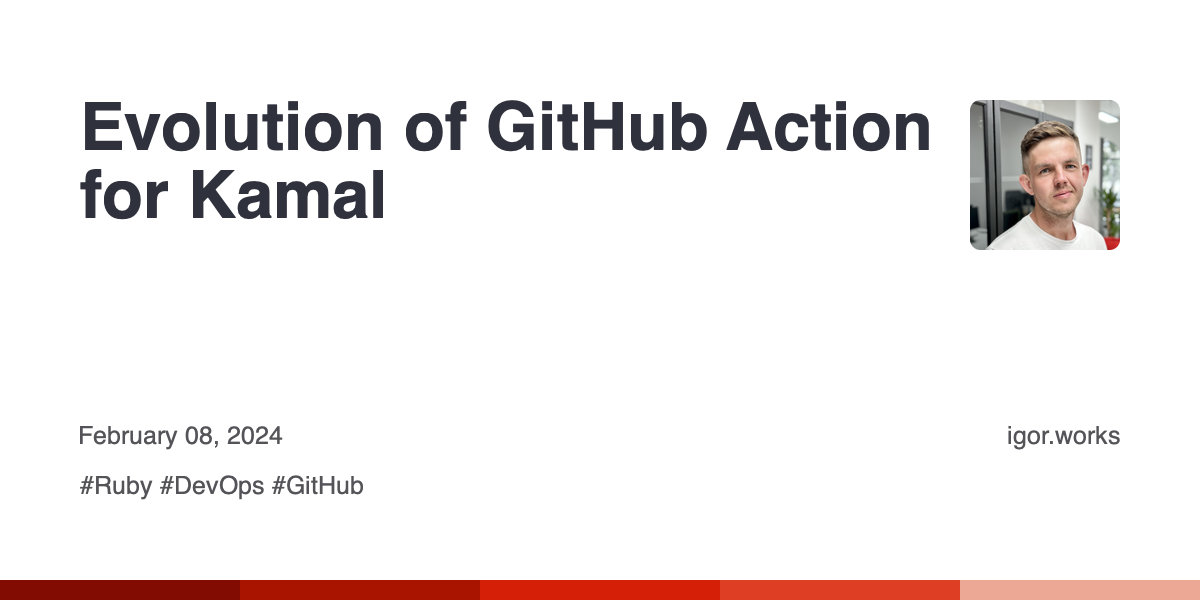 Evolution of GitHub Action
for Kamal
February 08, 2024
igor.works
#Ruby #DevOps #GitHub